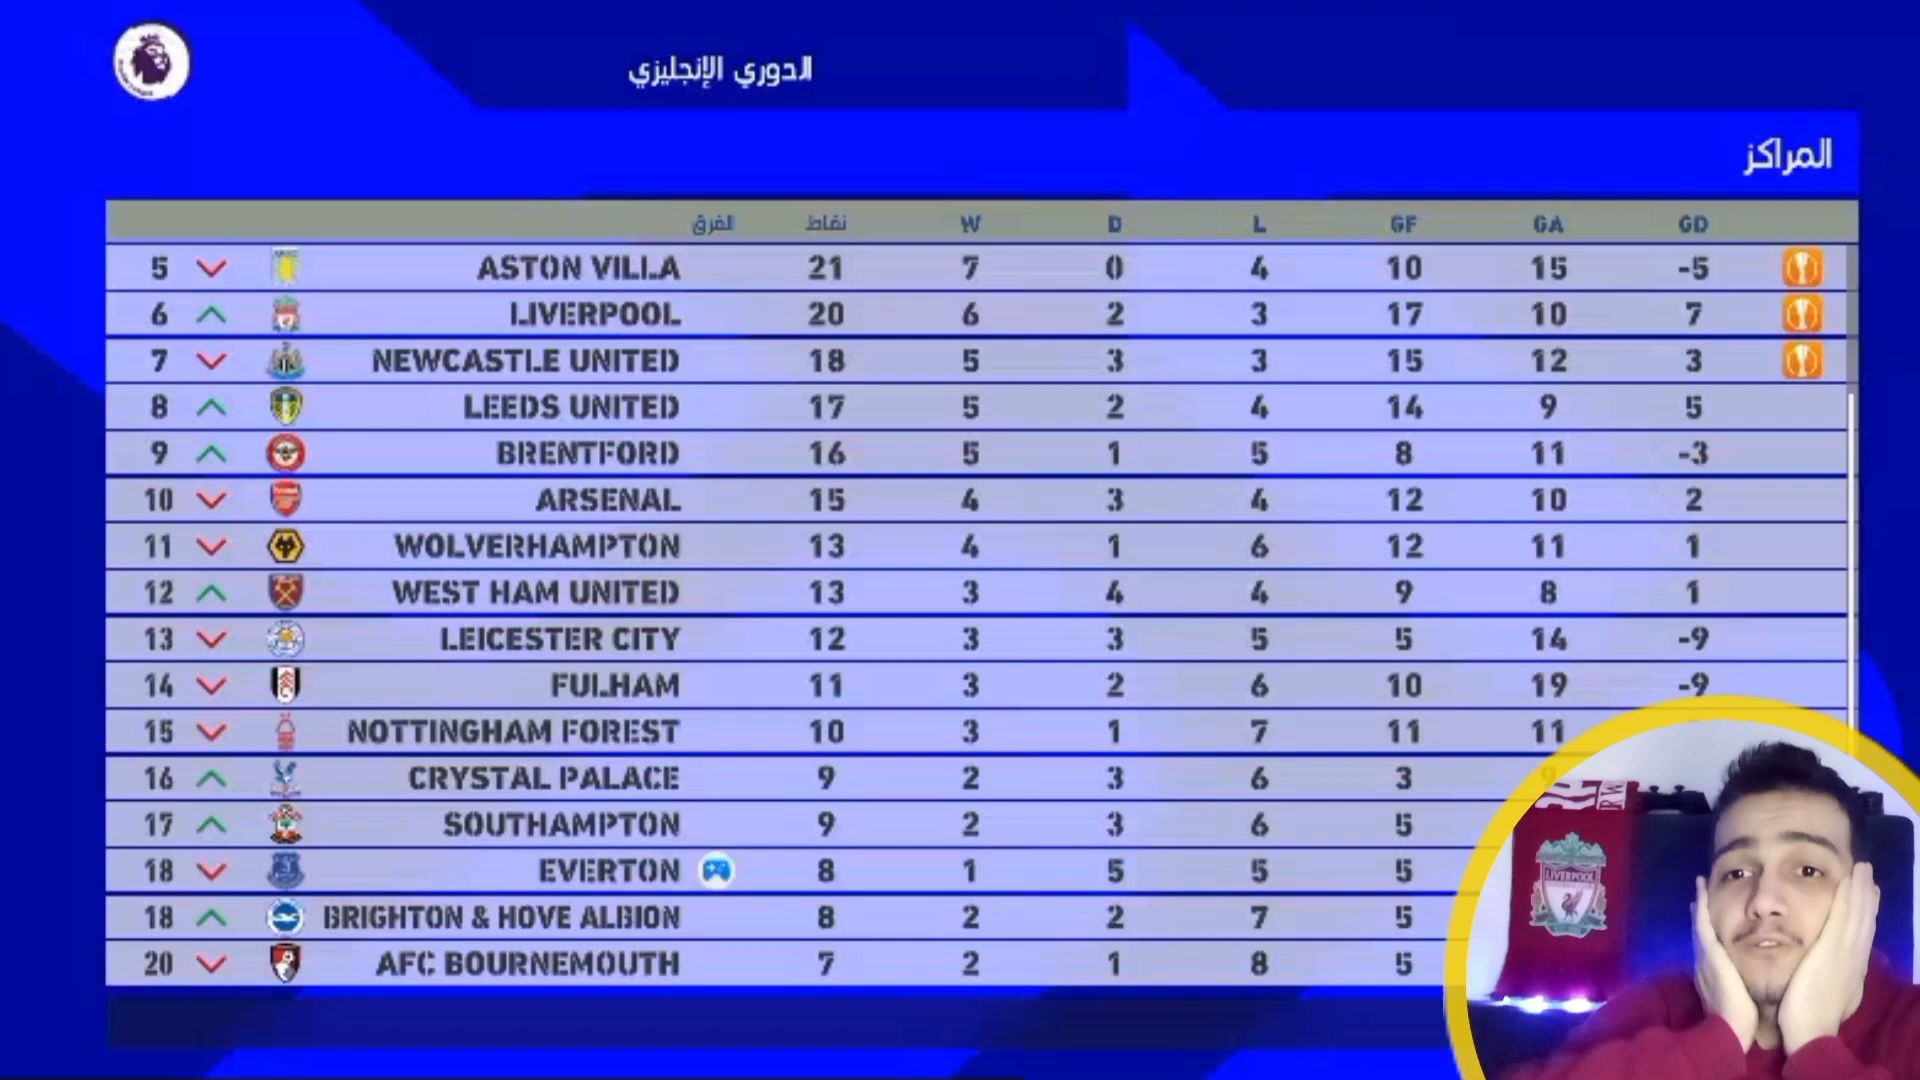 الدوري الإنجليزي
المراكز
الفرق نقاط W D L GF GA GD
5 ASTON VILLA 21 7 0 4 10 15 -5
6 LIVERPOOL 20 6 2 3 17 10 7
7 NEWCASTLE UNITED 18 5 3 3 15 12 3
8 LEEDS UNITED 17 5 2 4 14 9 5
9 BRENTFORD 16 5 1 5 8 11 -3
10 ARSENAL 15 4 3 4 12 10 2
11 WOLVERHAMPTON 13 4 1 6 12 11 1
12 WEST HAM UNITED 13 3 4 4 9 8 1
13 LEICESTER CITY 12 3 3 5 5 14 -9
14 FULHAM 11 3 2 6 10 19 -9
15 NOTTINGHAM FOREST 10 3 1 7 11 11
16 CRYSTAL PALACE 9 2 3 6 3
17 SOUTHAMPTON 9 2 3 6 5
18 EVERTON 8 1 5 5 5
18 BRIGHTON & HOVE ALBION 8 2 2 7 5
20 AFC BOURNEMOUTH 7 2 1 8 5
LIVERPOOL